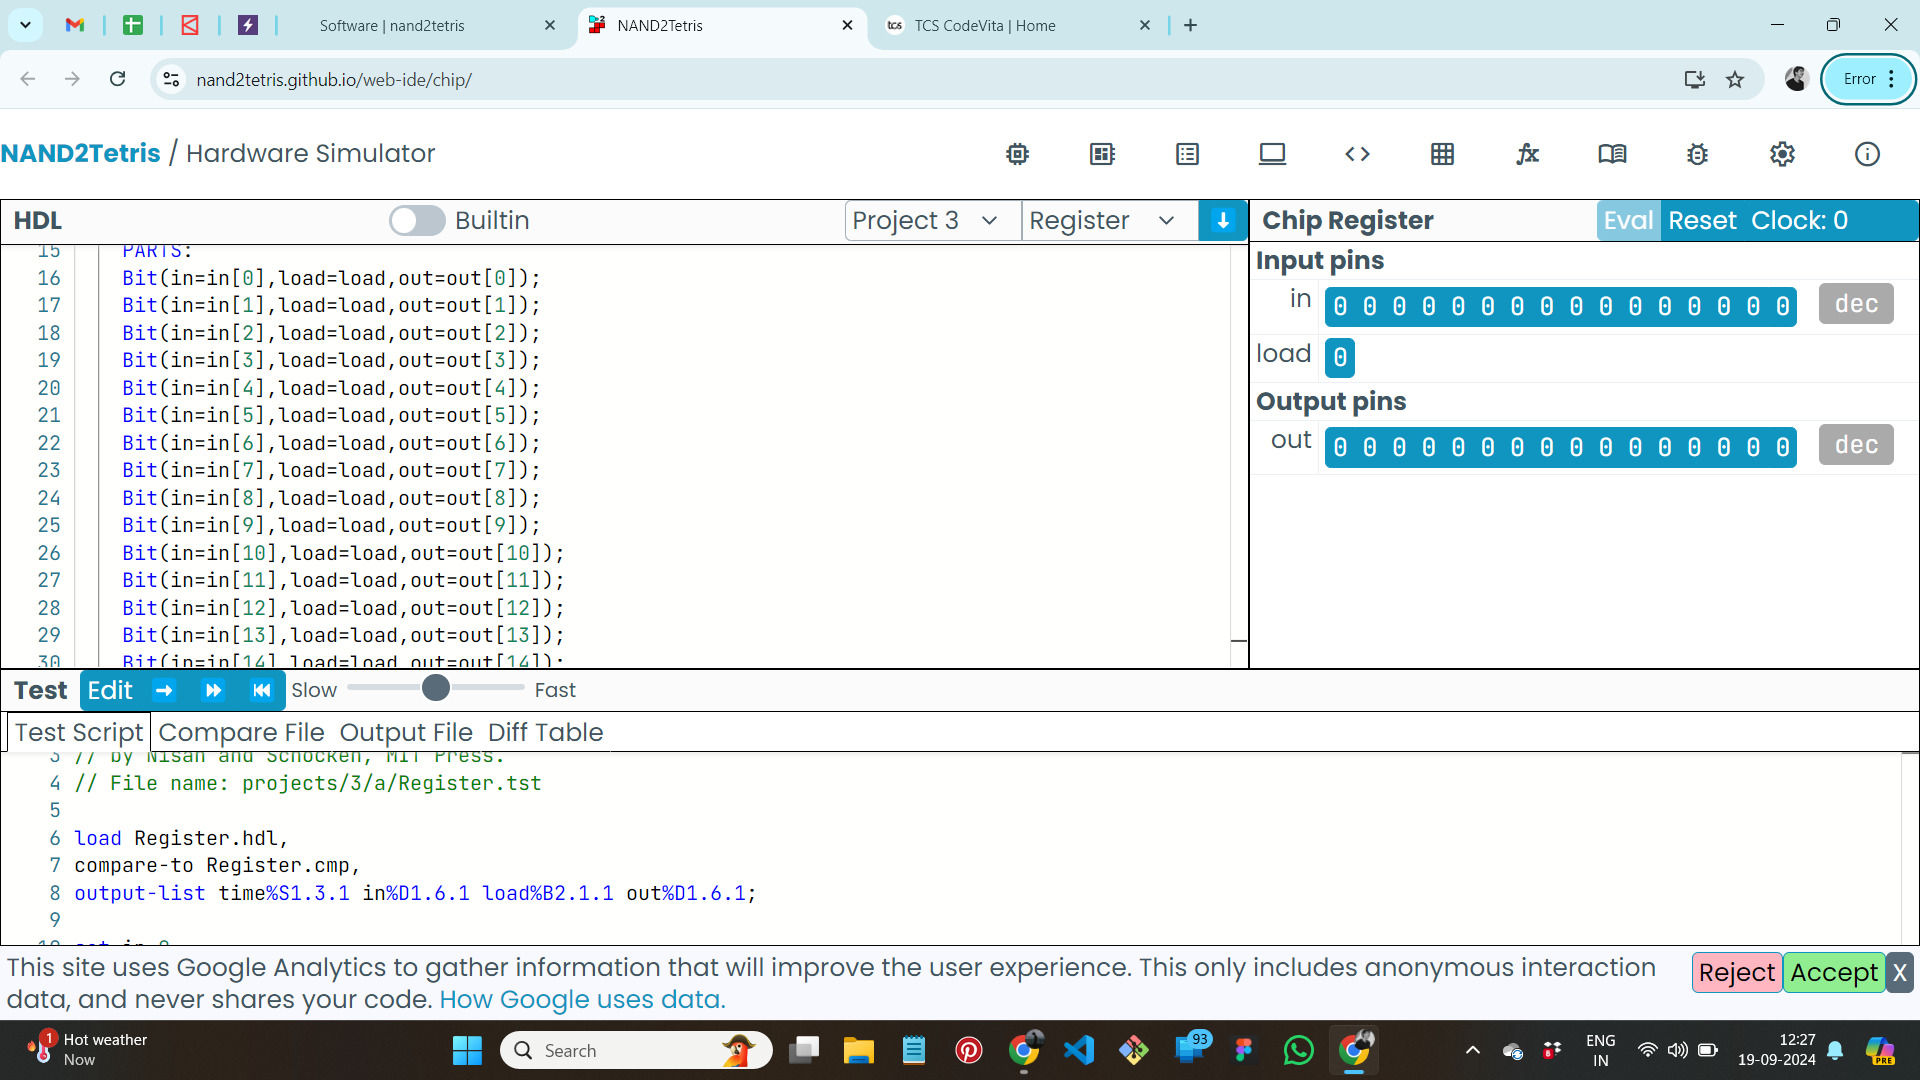 Software | nand2tetris
NAND2Tetris
TCS CodeVita | Home
nand2tetris.github.io/web-ide/chip/
Error
NAND2Tetris / Hardware Simulator
HDL
Builtin
Project 3
Register
Chip Register
Eval
Reset
Clock: 0
15 PARTS:
16 Bit(in=in[0],load=load,out=out[0]);
17 Bit(in=in[1],load=load,out=out[1]);
18 Bit(in=in[2],load=load,out=out[2]);
19 Bit(in=in[3],load=load,out=out[3]);
20 Bit(in=in[4],load=load,out=out[4]);
21 Bit(in=in[5],load=load,out=out[5]);
22 Bit(in=in[6],load=load,out=out[6]);
23 Bit(in=in[7],load=load,out=out[7]);
24 Bit(in=in[8],load=load,out=out[8]);
25 Bit(in=in[9],load=load,out=out[9]);
26 Bit(in=in[10],load=load,out=out[10]);
27 Bit(in=in[11],load=load,out=out[11]);
28 Bit(in=in[12],load=load,out=out[12]);
29 Bit(in=in[13],load=load,out=out[13]);
30 Bit(in=in[14],load=load,out=out[14]);
Input pins
in 0 0 0 0 0 0 0 0 0 0 0 0 0 0 0 0 dec
load 0
Output pins
out 0 0 0 0 0 0 0 0 0 0 0 0 0 0 0 0 dec
Test Edit
Slow
Fast
Test Script Compare File Output File Diff Table
3 // by Nisan and Schocken, MIT Press.
4 // File name: projects/3/a/Register.tst
5
6 load Register.hdl,
7 compare-to Register.cmp,
8 output-list time%S1.3.1 in%D1.6.1 load%B2.1.1 out%D1.6.1;
9
10 set in 0
This site uses Google Analytics to gather information that will improve the user experience. This only includes anonymous interaction
data, and never shares your code. How Google uses data.
Reject
Accept
X
1
Hot weather
Now
Search
93
8
PRE
ENG
IN
12:27
19-09-2024